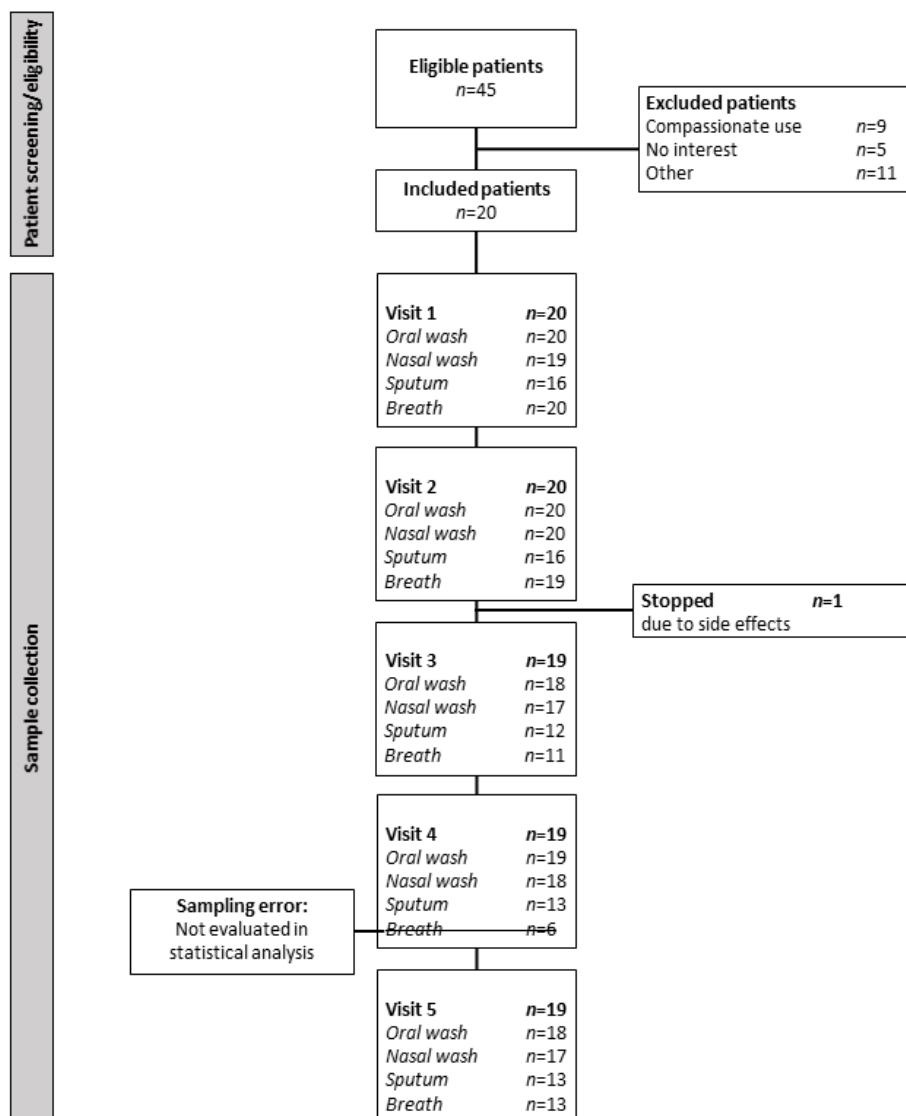 Patient screening/eligibility
Eligible patients
n=45
Excluded patients
Compassionate use n=9
No interest n=5
Other n=11
Included patients
n=20
Sample collection
Visit 1 n=20
Oral wash n=20
Nasal wash n=19
Sputum n=16
Breath n=20
Visit 2 n=20
Oral wash n=20
Nasal wash n=20
Sputum n=16
Breath n=19
Stopped n=1
due to side effects
Visit 3 n=19
Oral wash n=18
Nasal wash n=17
Sputum n=12
Breath n=11
Visit 4 n=19
Oral wash n=19
Nasal wash n=18
Sputum n=13
Breath n=6
Sampling error:
Not evaluated in
statistical analysis
Visit 5 n=19
Oral wash n=18
Nasal wash n=17
Sputum n=13
Breath n=13